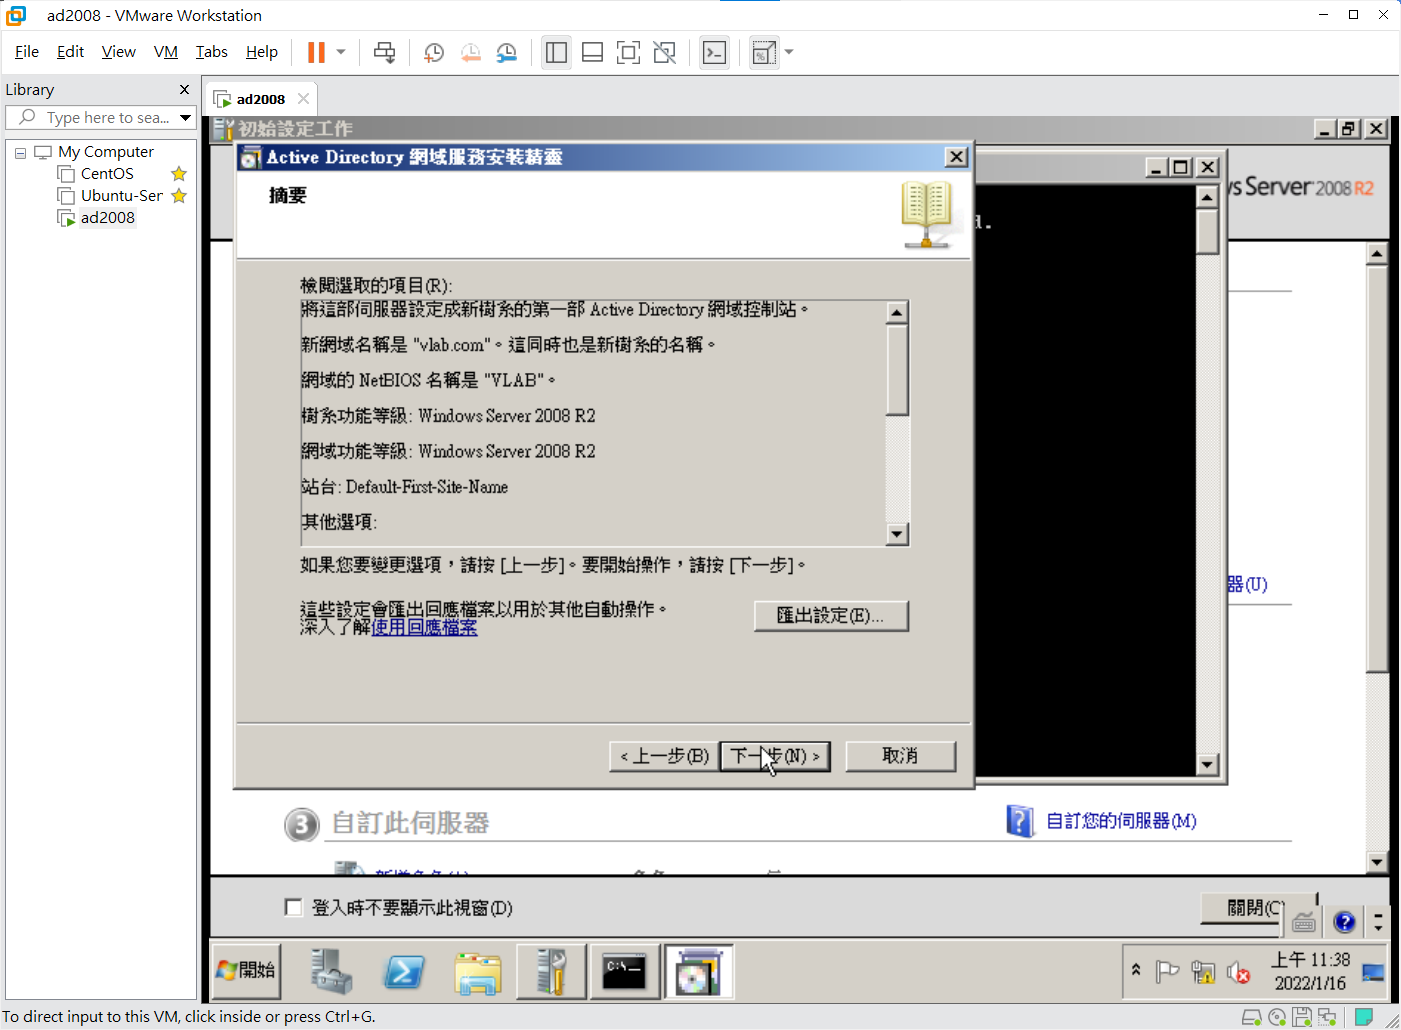 ad2008 - VMware Workstation
File Edit View VM Tabs Help
Library
Type here to sea...
ad2008
My Computer
CentOS
Ubuntu-Ser
ad2008
初始設定工作
Active Directory 網域服務安裝精靈
摘要
d.
s Server 2008 R2
檢閱選取的項目(R):
將這部伺服器設定成新樹系的第一部 Active Directory 網域控制站。
新網域名稱是 "vlab.com"。這同時也是新樹系的名稱。
網域的 NetBIOS 名稱是 "VLAB"。
樹系功能等級: Windows Server 2008 R2
網域功能等級: Windows Server 2008 R2
站台: Default-First-Site-Name
其他選項:
如果您要變更選項，請按 [上一步]。要開始操作，請按 [下一步]。
器(U)
這些設定會匯出回應檔案以用於其他自動操作。
深入了解使用回應檔案
匯出設定(E)...
< 上一步(B)
下一步(N) >
取消
3 自訂此伺服器
自訂您的伺服器(M)
登入時不要顯示此視窗(D)
關閉(C
開始
C:\_
上午 11:38
2022/1/16
To direct input to this VM, click inside or press Ctrl+G.